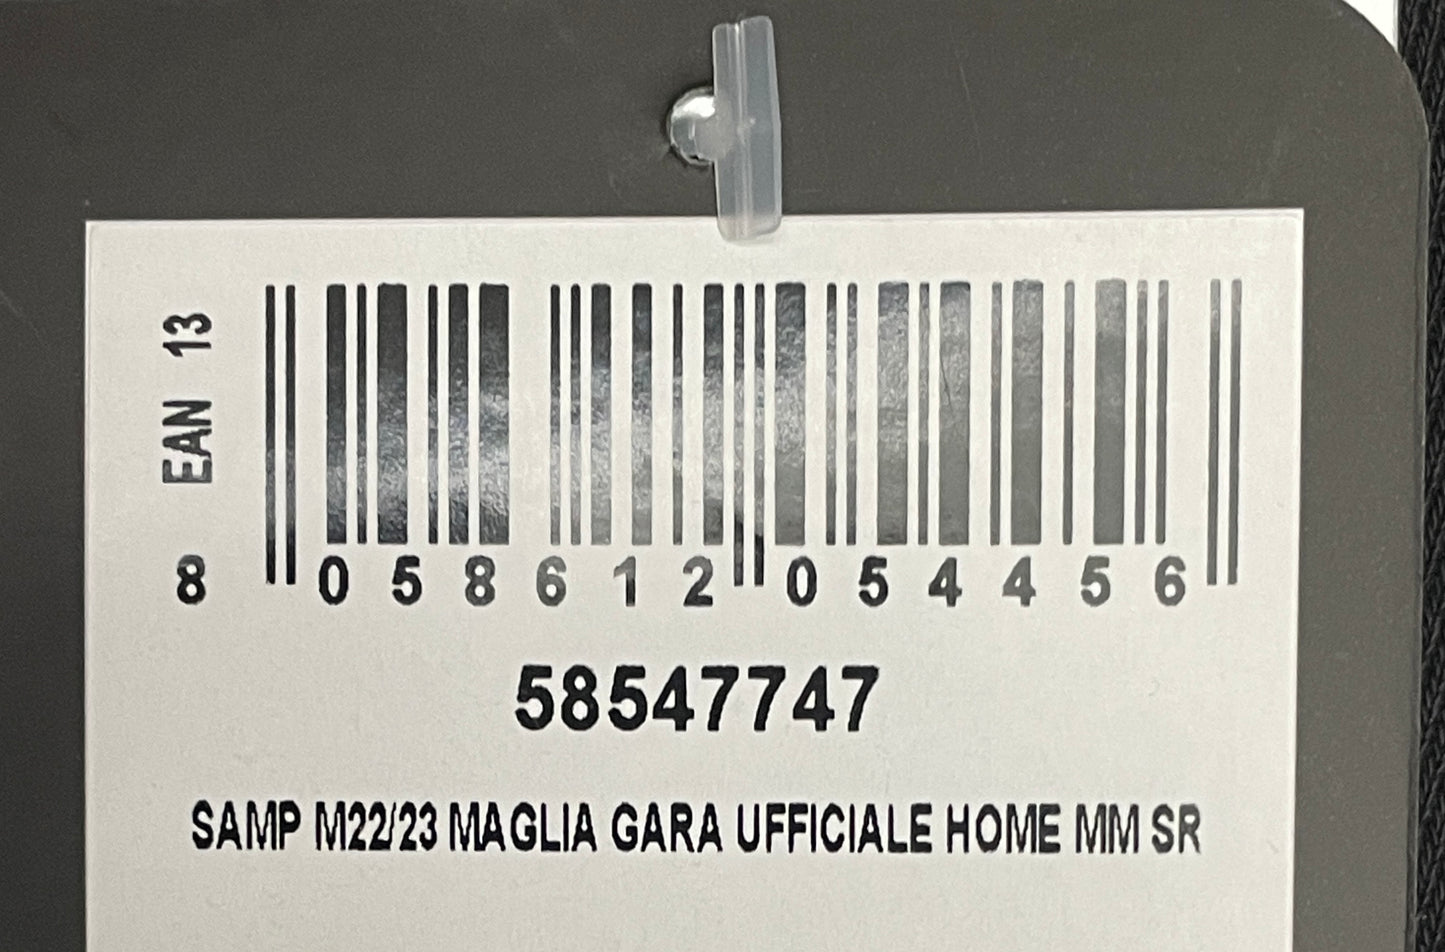 EAN 13
8 058612 054456
58547747
SAMP M22/23 MAGLIA GARA UFFICIALE HOME MM SR